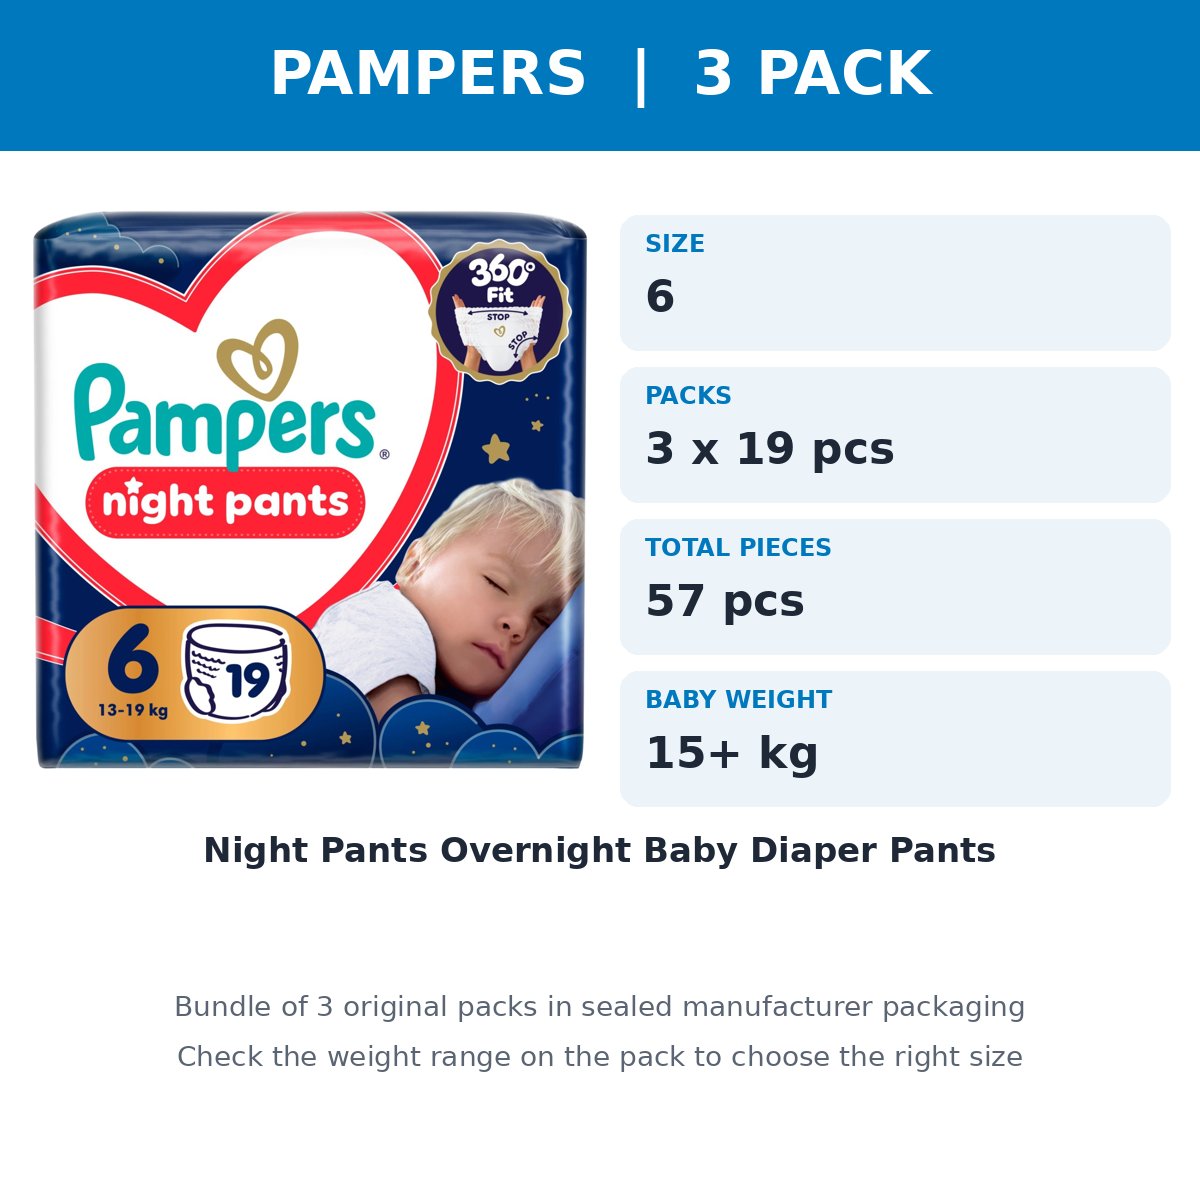 PAMPERS | 3 PACK
360°
Fit
STOP
STOP
Pampers®
night pants
6
19
13-19 kg
SIZE
6
PACKS
3 x 19 pcs
TOTAL PIECES
57 pcs
BABY WEIGHT
15+ kg
Night Pants Overnight Baby Diaper Pants
Bundle of 3 original packs in sealed manufacturer packaging
Check the weight range on the pack to choose the right size